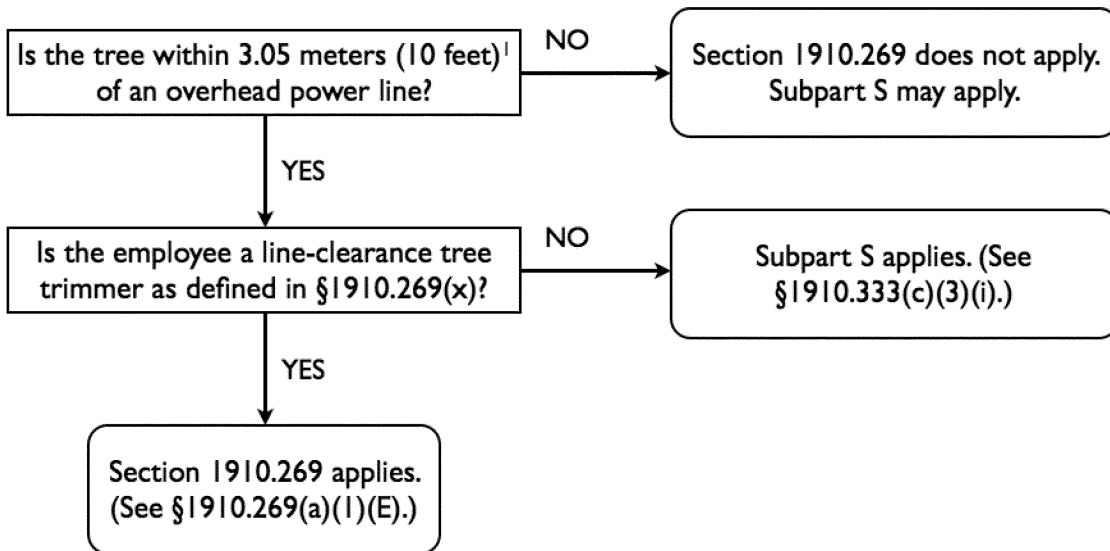 Is the tree within 3.05 meters (10 feet)¹
of an overhead power line?
NO
Section 1910.269 does not apply.
Subpart S may apply.
YES
Is the employee a line-clearance tree
trimmer as defined in §1910.269(x)?
NO
Subpart S applies. (See
§1910.333(c)(3)(i).)
YES
Section 1910.269 applies.
(See §1910.269(a)(1)(E).)